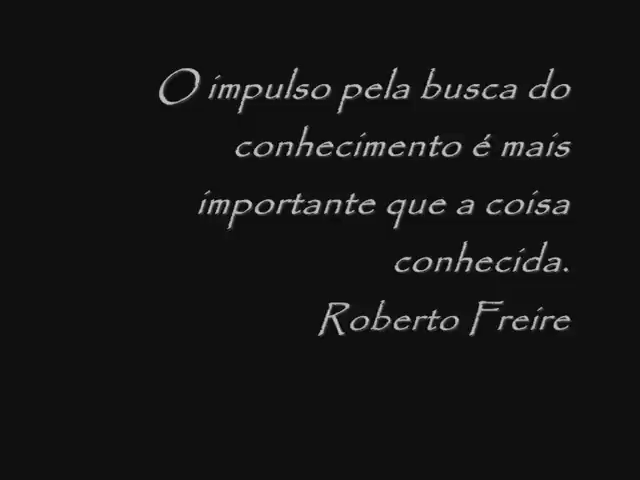 O impulso pela busca do
conhecimento é mais
importante que a coisa
conhecida.
Roberto Freire